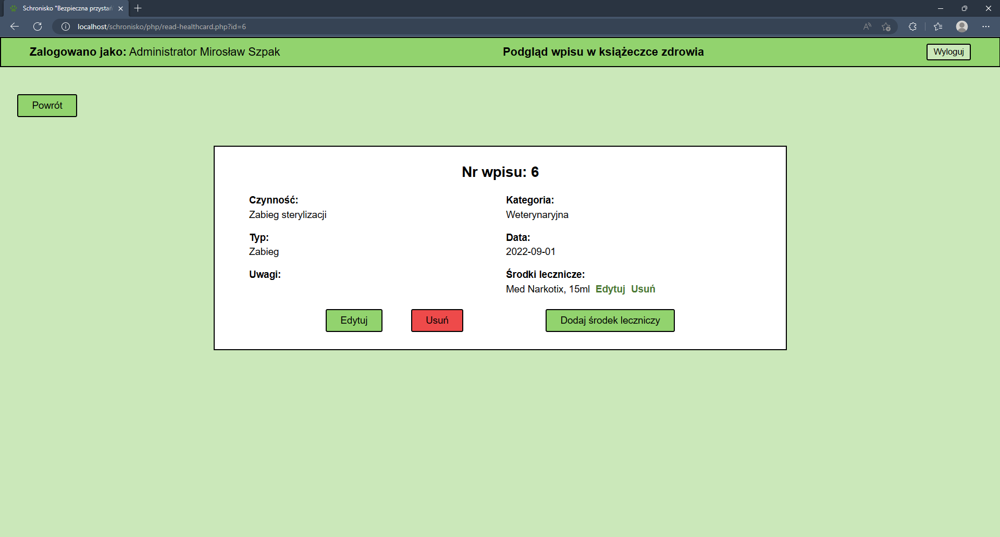 Schronisko "Bezpieczna przystań
localhost/schronisko/php/read-healthcard.php?id=6
Zalogowano jako: Administrator Mirosław Szpak
Podgląd wpisu w książeczce zdrowia
Wyloguj
Powrót
Nr wpisu: 6
Czynność:
Zabieg sterylizacji
Kategoria:
Weterynaryjna
Typ:
Zabieg
Data:
2022-09-01
Uwagi:
Środki lecznicze:
Med Narkotix, 15ml Edytuj Usuń
Edytuj
Usuń
Dodaj środek leczniczy